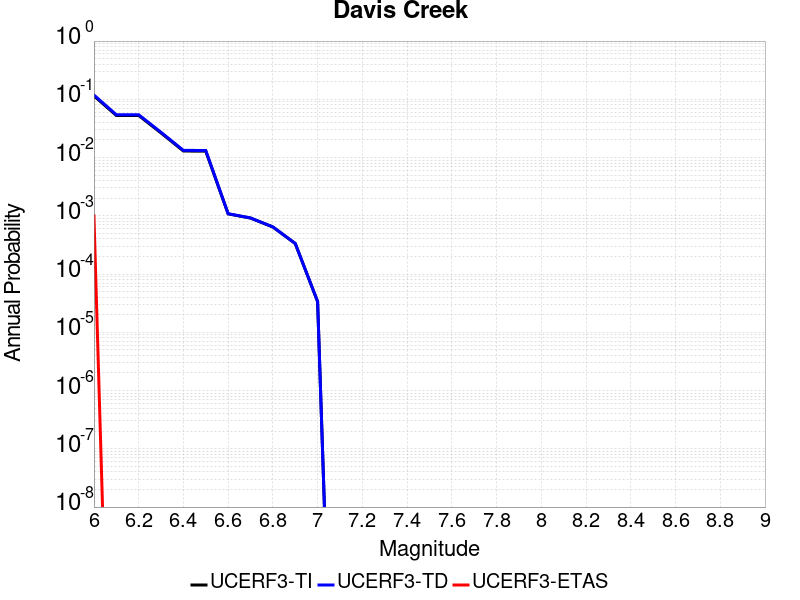 Davis Creek
10^0
10^-1
10^-2
10^-3
10^-4
10^-5
10^-6
10^-7
10^-8
Annual Probability
6 6.2 6.4 6.6 6.8 7 7.2 7.4 7.6 7.8 8 8.2 8.4 8.6 8.8 9
Magnitude
UCERF3-TI UCERF3-TD UCERF3-ETAS